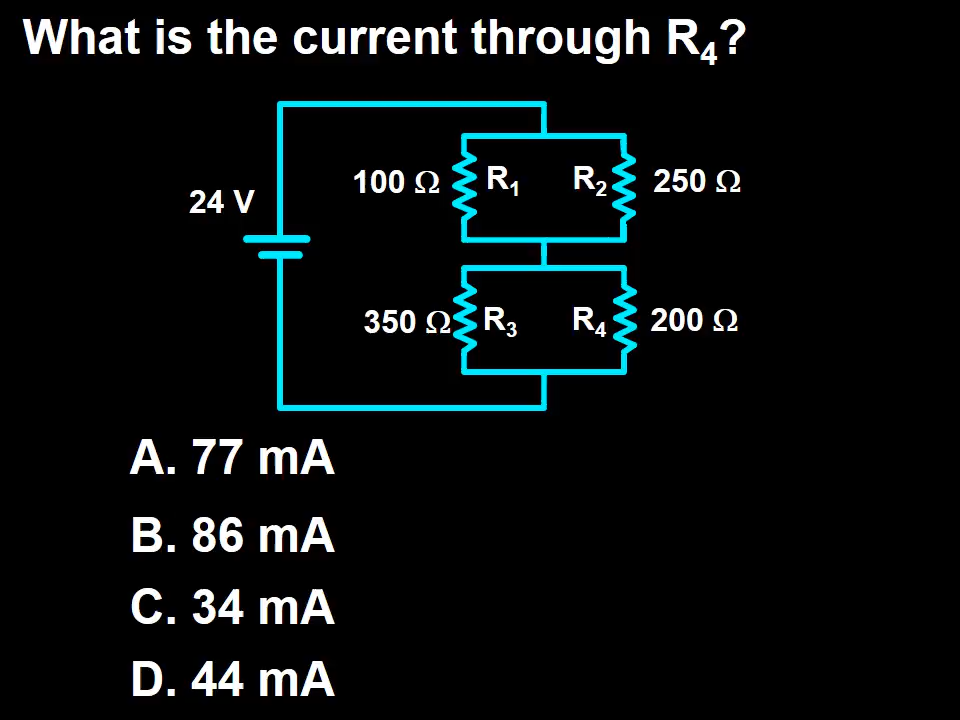 What is the current through R₄?
100 Ω R₁ R₂ 250 Ω
24 V
350 Ω R₃ R₄ 200 Ω
A. 77 mA
B. 86 mA
C. 34 mA
D. 44 mA